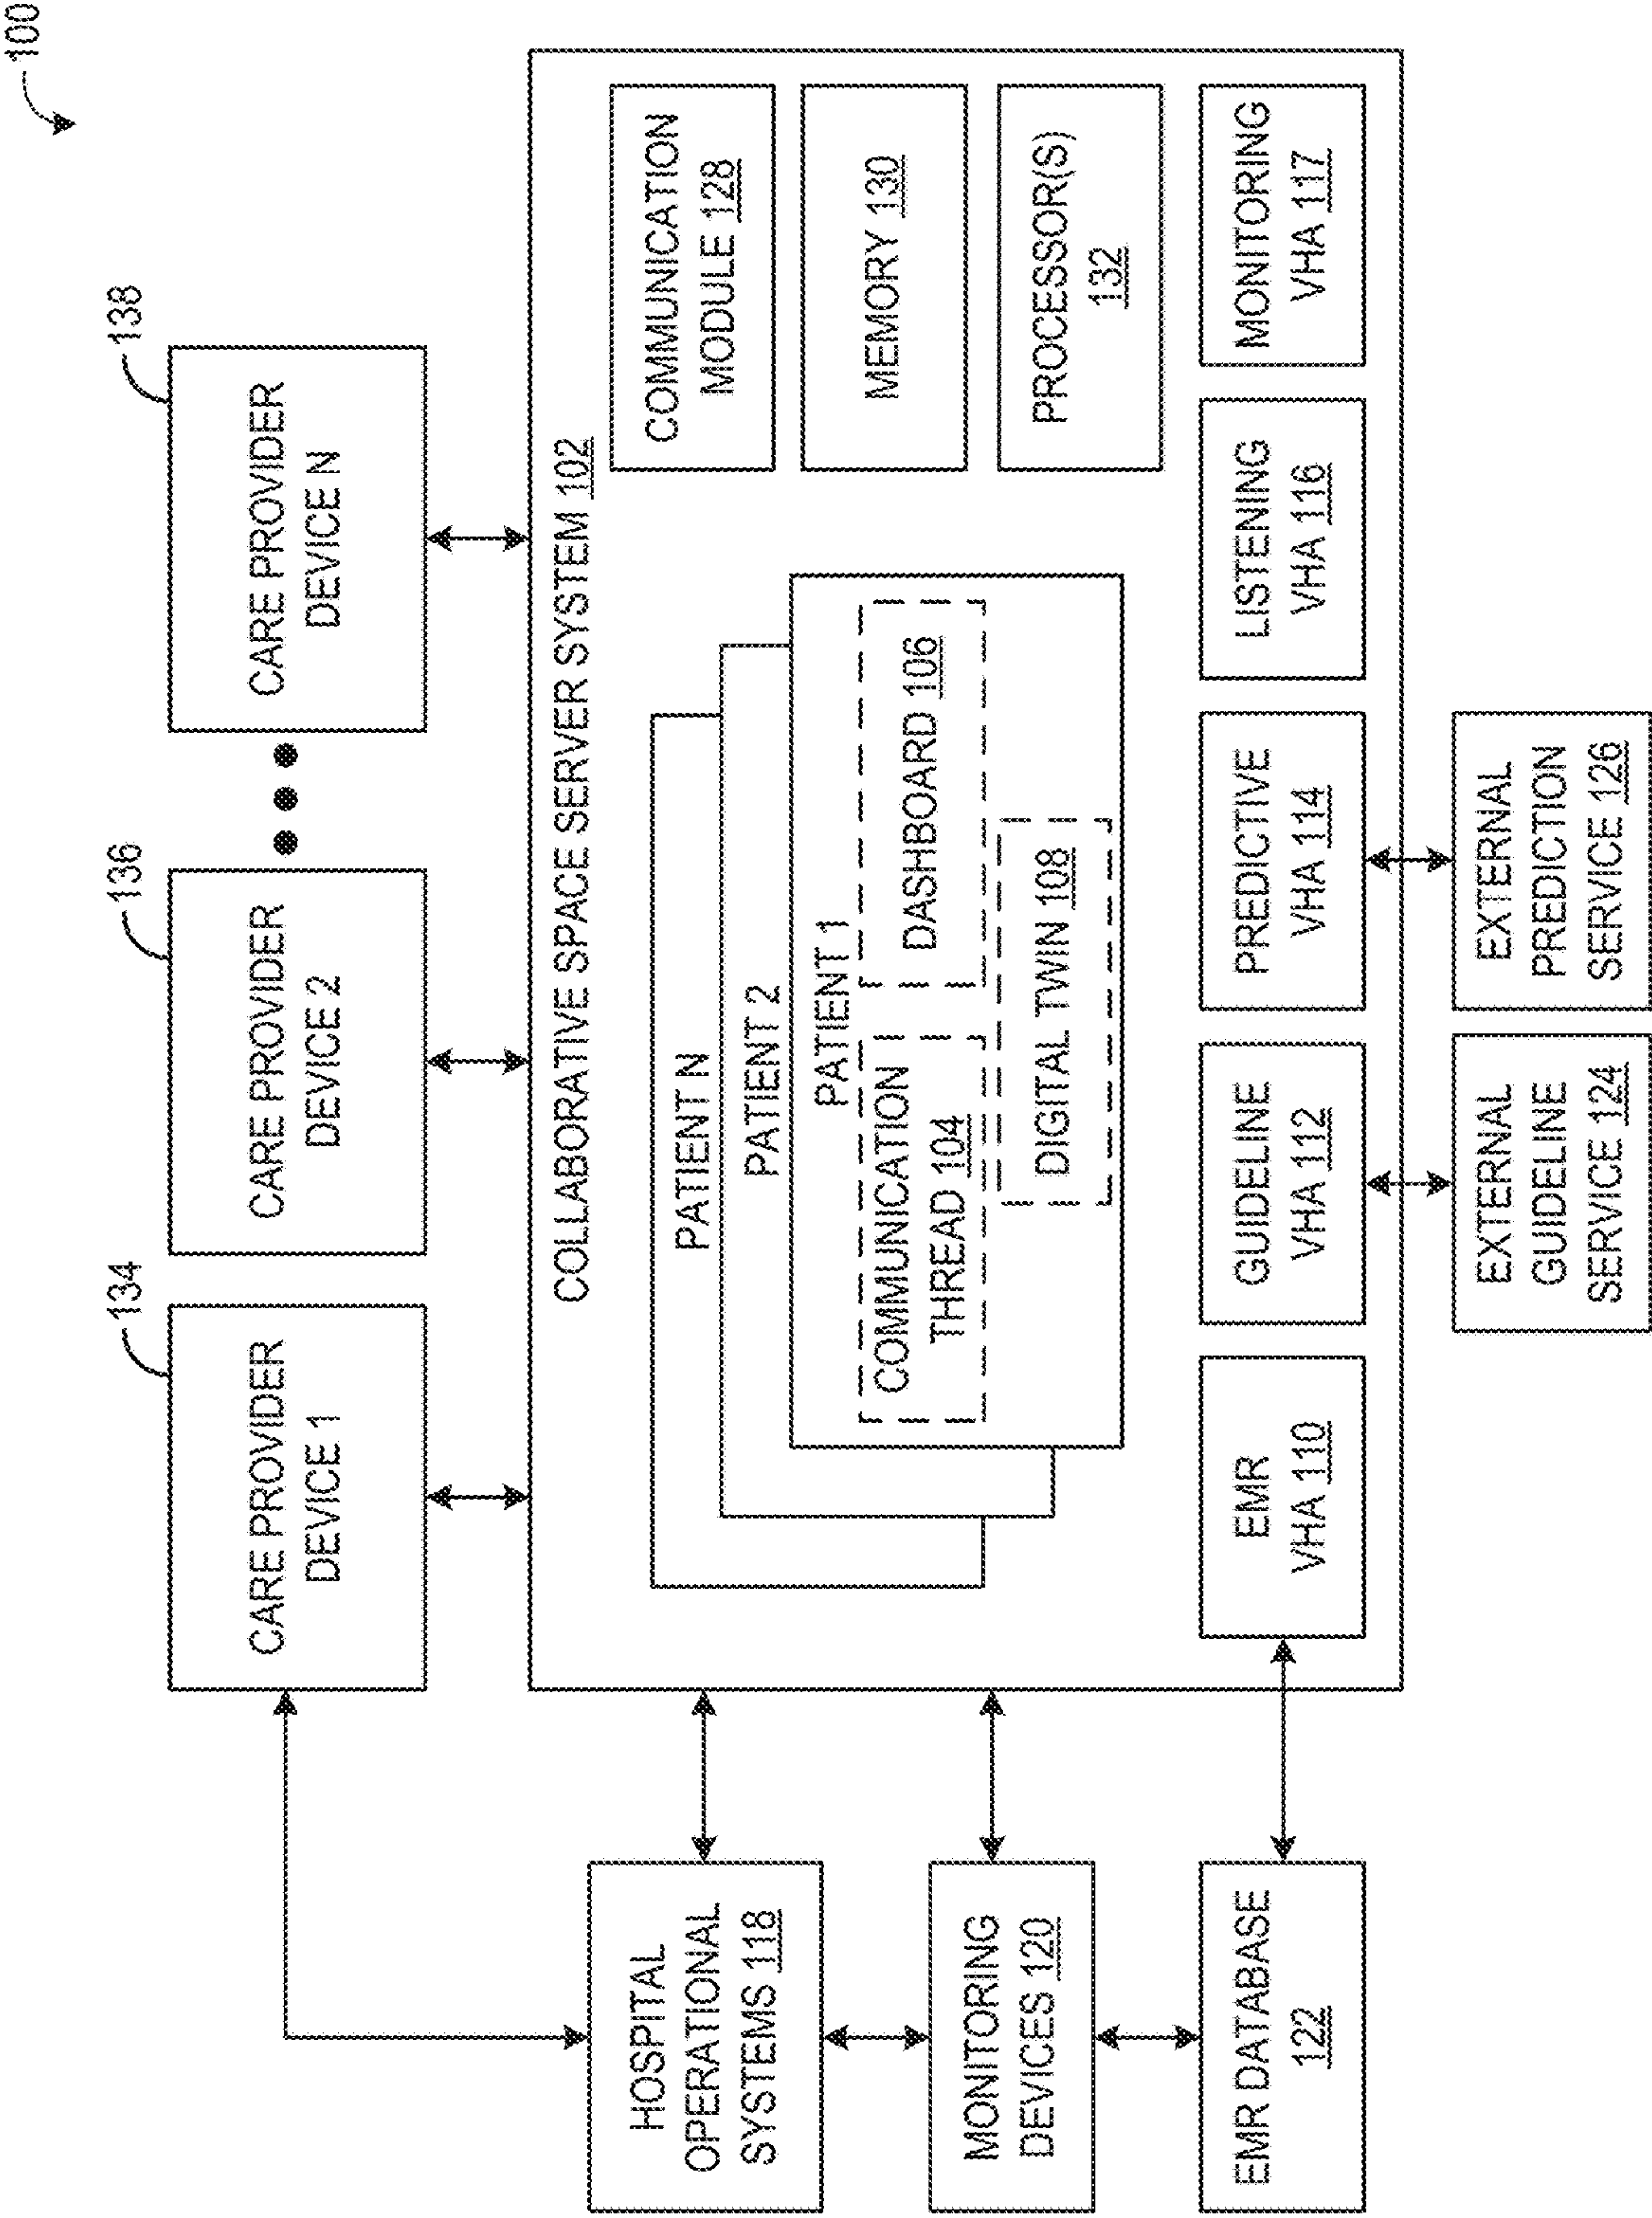 100
134
CARE PROVIDER
DEVICE 1
136
CARE PROVIDER
DEVICE 2
138
CARE PROVIDER
DEVICE N
COLLABORATIVE SPACE SERVER SYSTEM 102
PATIENT N
PATIENT 2
PATIENT 1
COMMUNICATION
THREAD 104
DASHBOARD 106
DIGITAL TWIN 108
COMMUNICATION
MODULE 128
MEMORY 130
PROCESSOR(S)
132
HOSPITAL
OPERATIONAL
SYSTEMS 118
MONITORING
DEVICES 120
EMR DATABASE
122
EMR
VHA 110
GUIDELINE
VHA 112
PREDICTIVE
VHA 114
LISTENING
VHA 116
MONITORING
VHA 117
EXTERNAL
GUIDELINE
SERVICE 124
EXTERNAL
PREDICTION
SERVICE 126